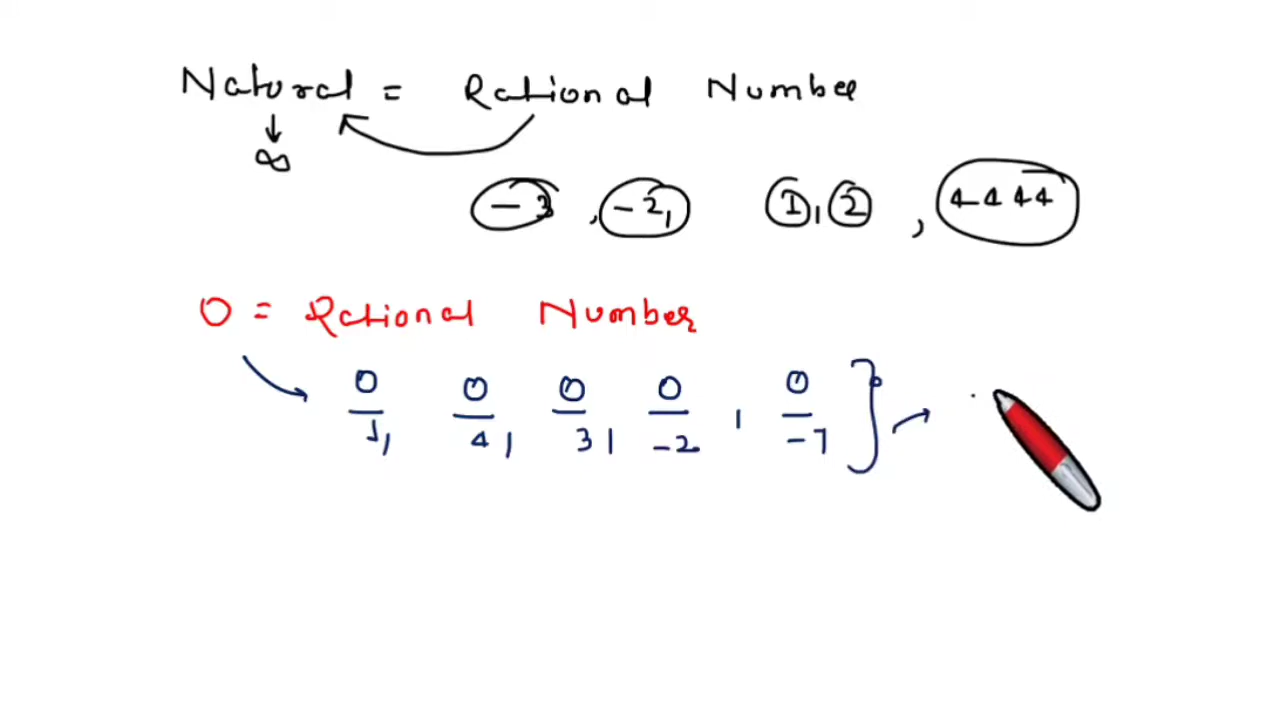 Natural = Rational Number
∞
-3, -2, 1, 2, 4444
0 = Rational Number
0/1, 0/4, 0/3, 0/-2, 0/-7